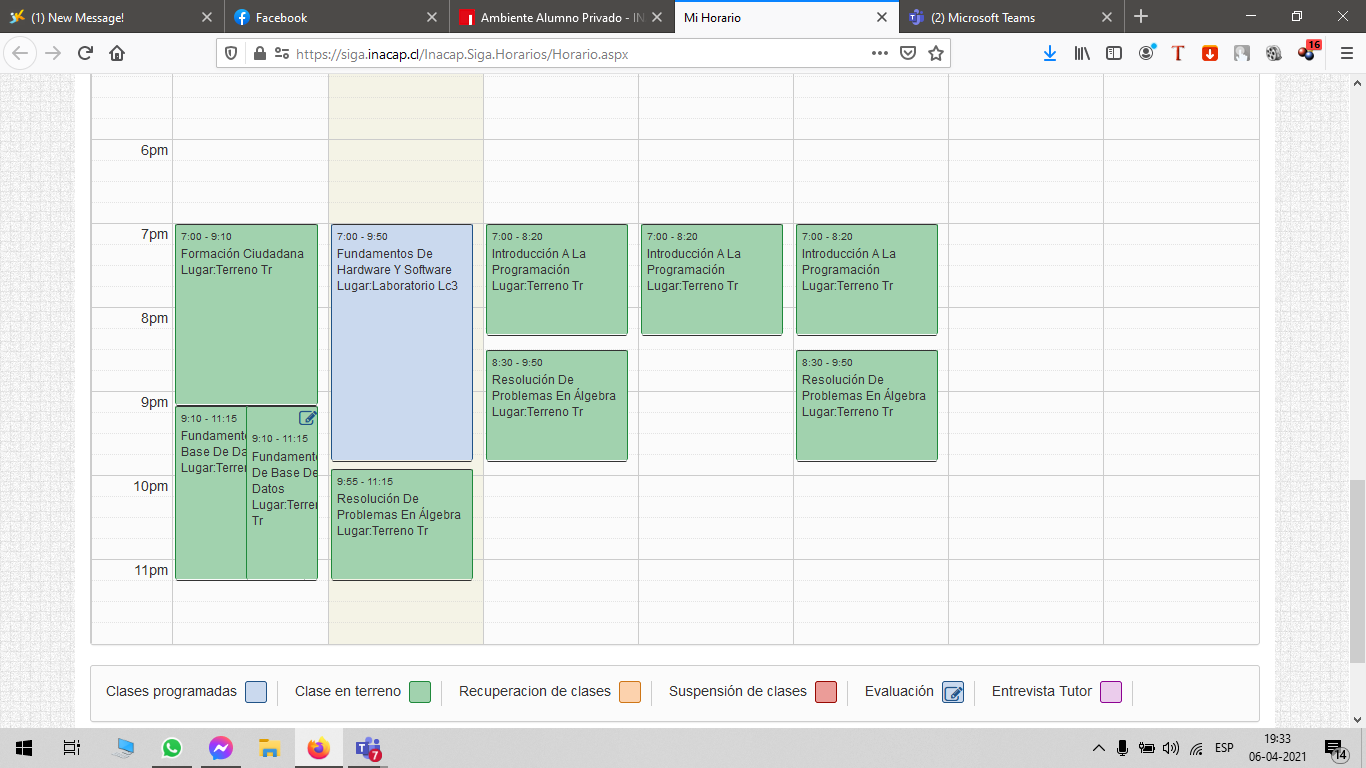 (1) New Message!
Facebook
Ambiente Alumno Privado - IN
Mi Horario
(2) Microsoft Teams
https://siga.inacap.cl/Inacap.Siga.Horarios/Horario.aspx
16
6pm
7pm
8pm
9pm
10pm
11pm
7:00 - 9:10
Formación Ciudadana
Lugar:Terreno Tr
9:10 - 11:15
Fundamento
Base De Da
Lugar:Terre
9:10 - 11:15
Fundamento
De Base De
Datos
Lugar:Terre
Tr
7:00 - 9:50
Fundamentos De
Hardware Y Software
Lugar:Laboratorio Lc3
9:55 - 11:15
Resolución De
Problemas En Álgebra
Lugar:Terreno Tr
7:00 - 8:20
Introducción A La
Programación
Lugar:Terreno Tr
8:30 - 9:50
Resolución De
Problemas En Álgebra
Lugar:Terreno Tr
7:00 - 8:20
Introducción A La
Programación
Lugar:Terreno Tr
7:00 - 8:20
Introducción A La
Programación
Lugar:Terreno Tr
8:30 - 9:50
Resolución De
Problemas En Álgebra
Lugar:Terreno Tr
Clases programadas
Clase en terreno
Recuperacion de clases
Suspensión de clases
Evaluación
Entrevista Tutor
7
ESP
19:33
06-04-2021
14